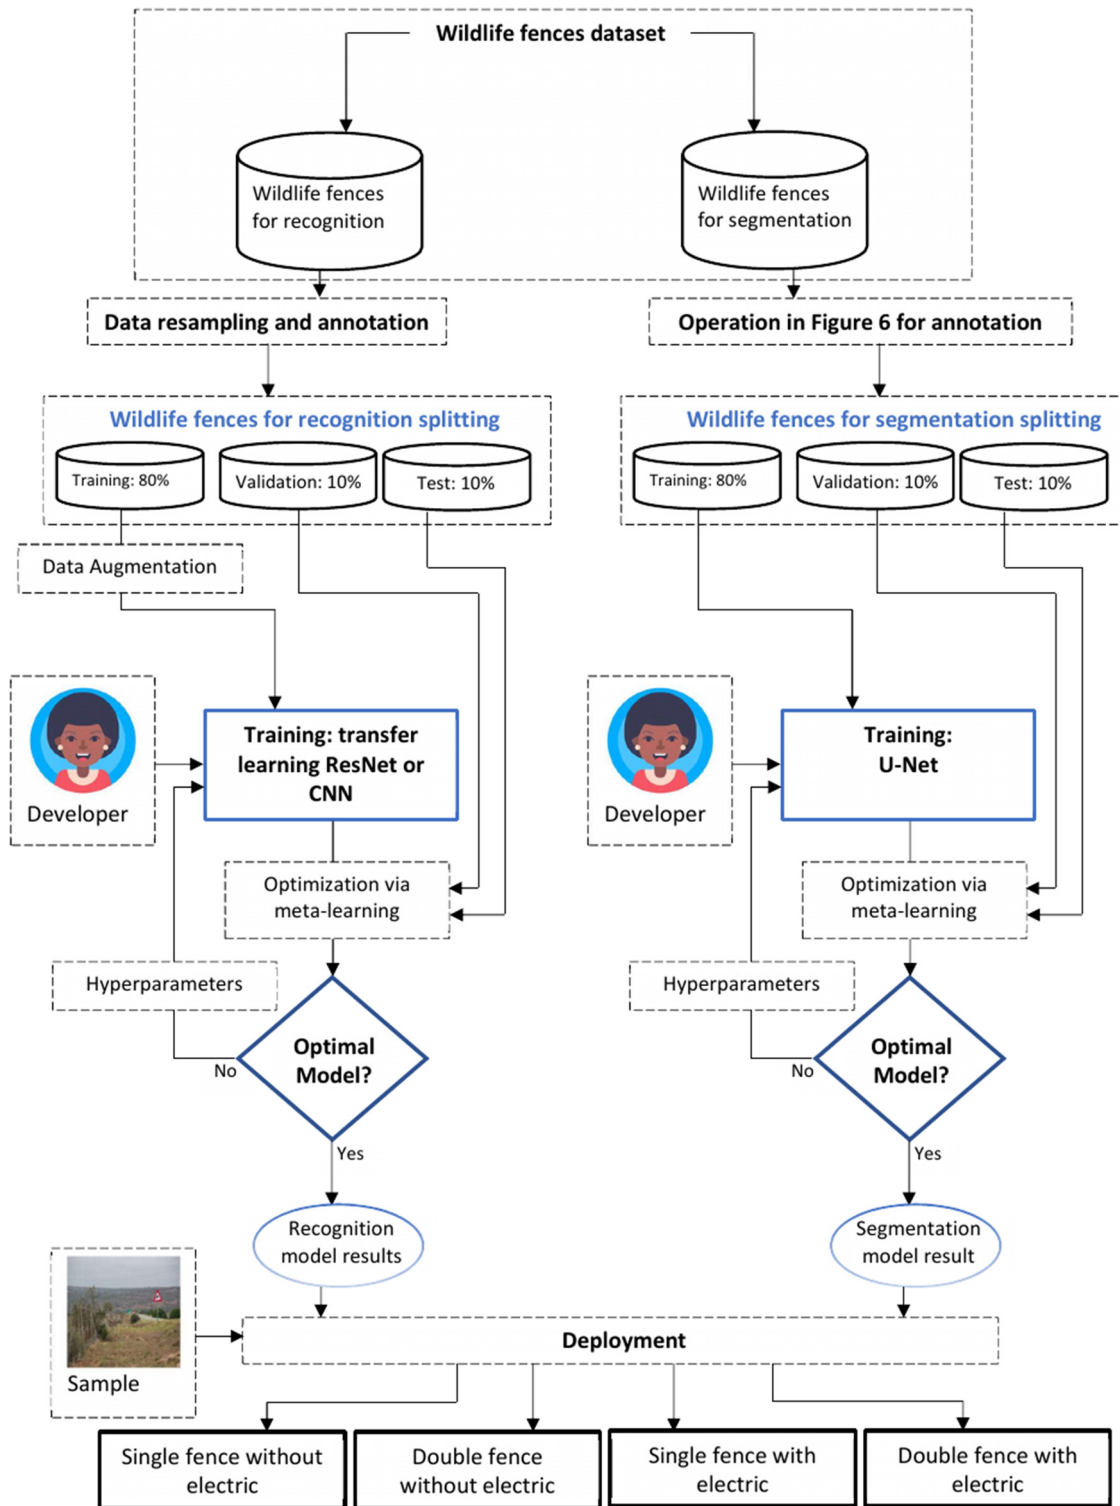 Wildlife fences dataset
Wildlife fences
for recognition
Wildlife fences
for segmentation
Data resampling and annotation
Operation in Figure 6 for annotation
Wildlife fences for recognition splitting
Training: 80%
Validation: 10%
Test: 10%
Wildlife fences for segmentation splitting
Training: 80%
Validation: 10%
Test: 10%
Data Augmentation
Developer
Training: transfer
learning ResNet or
CNN
Developer
Training:
U-Net
Optimization via
meta-learning
Optimization via
meta-learning
Hyperparameters
Hyperparameters
Optimal
Model?
No
Yes
Optimal
Model?
No
Yes
Recognition
model results
Segmentation
model result
Sample
Deployment
Single fence without
electric
Double fence
without electric
Single fence with
electric
Double fence with
electric